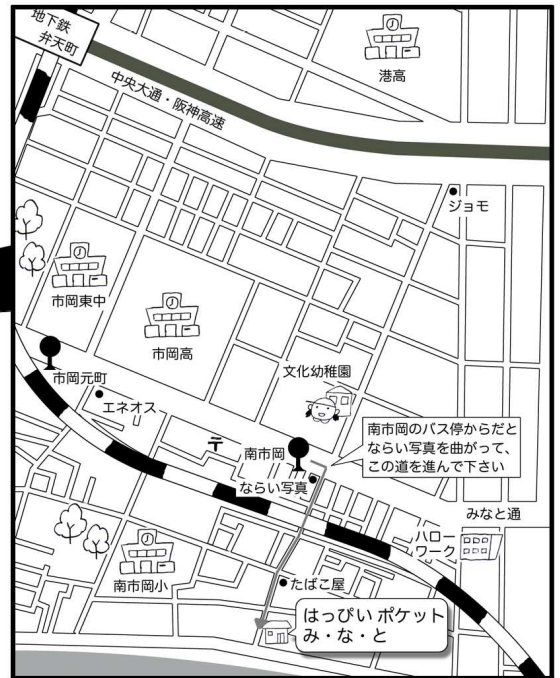 地下鉄
弁天町
港高
中央大通・阪神高速
ジョモ
市岡東中
市岡高
市岡元町
エネオス
文化幼稚園
〒
南市岡
ならい写真
南市岡のバス停からだと
ならい写真を曲がって、
この道を進んで下さい
みなと通
ハロー
ワーク
南市岡小
たばこ屋
はっぴい ポケット
み・な・と